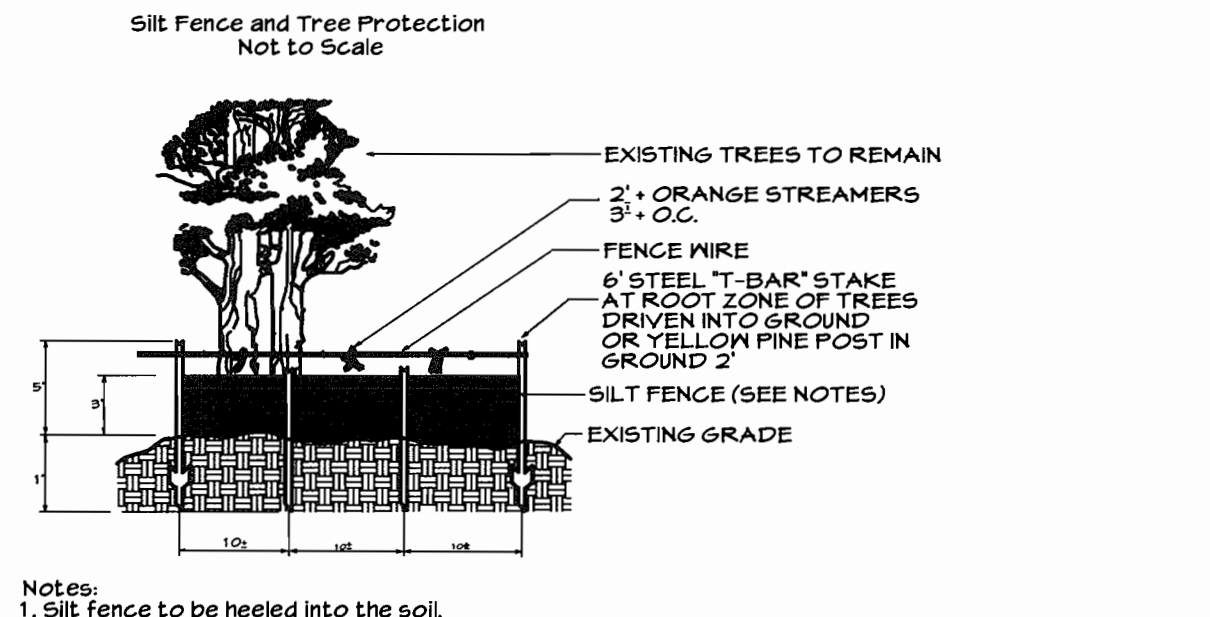 Silt Fence and Tree Protection
Not to Scale
EXISTING TREES TO REMAIN
2' + ORANGE STREAMERS
3' ± O.C.
FENCE WIRE
6' STEEL "T-BAR" STAKE
AT ROOT ZONE OF TREES
DRIVEN INTO GROUND
OR YELLOW PINE POST IN
GROUND 2'
SILT FENCE (SEE NOTES)
EXISTING GRADE
5'
3'
1'
10±
10±
10±
Notes:
1. Silt fence to be heeled into the soil.